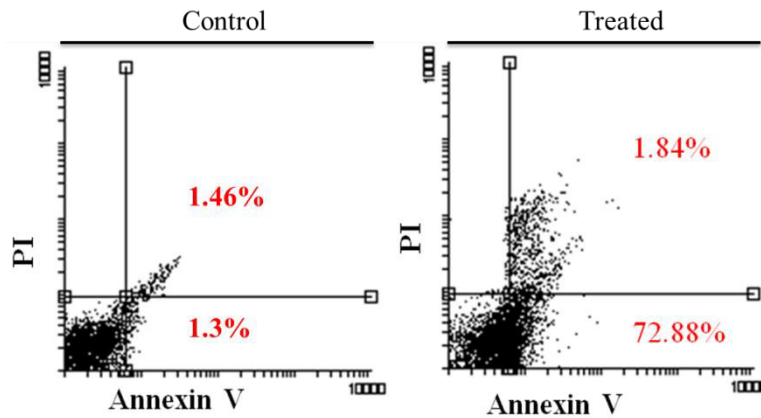 Control
Treated
1.46%
1.84%
PI
PI
1.3%
72.88%
Annexin V
Annexin V